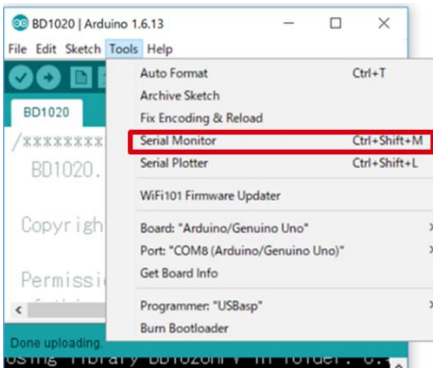 BD1020 | Arduino 1.6.13
File Edit Sketch Tools Help
Auto Format Ctrl+T
Archive Sketch
Fix Encoding & Reload
Serial Monitor Ctrl+Shift+M
Serial Plotter Ctrl+Shift+L
WiFi101 Firmware Updater
Board: "Arduino/Genuino Uno"
Port: "COM8 (Arduino/Genuino Uno)"
Get Board Info
Programmer: "USBasp"
Burn Bootloader
BD1020
/********
BD1020.
Copyrigh
Permissi
Done uploading.